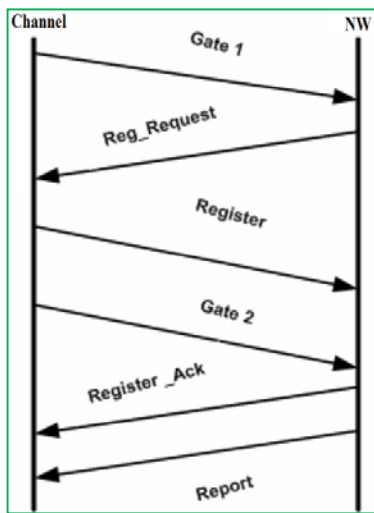 Channel NW
Gate 1
Reg_Request
Register
Gate 2
Register _Ack
Report